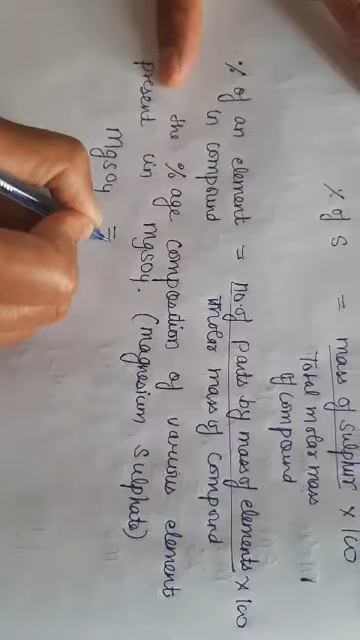 % of S = mass of sulphur × 100
Total molar mass
of compound
% of an element = no. of parts by mass of elements × 100
in compound molar mass of compound
the % age composition of various element
present in MgSO4. (Magnesium Sulphate)
MgSO4 =